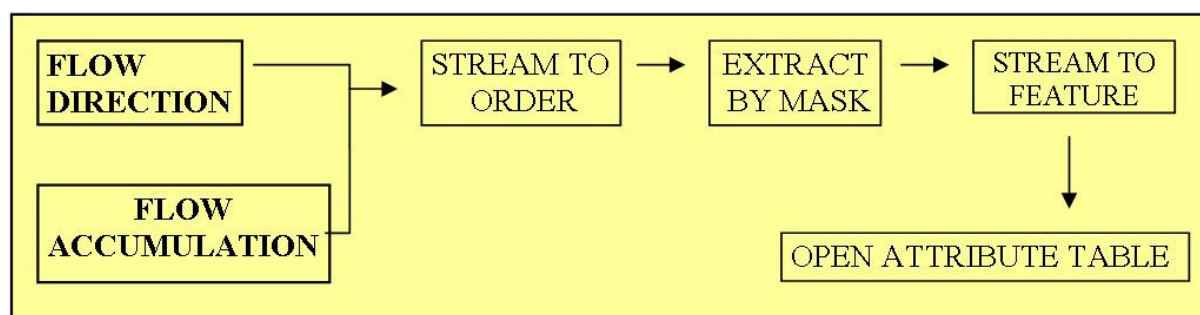 FLOW
DIRECTION
STREAM TO
ORDER
EXTRACT
BY MASK
STREAM TO
FEATURE
FLOW
ACCUMULATION
OPEN ATTRIBUTE TABLE